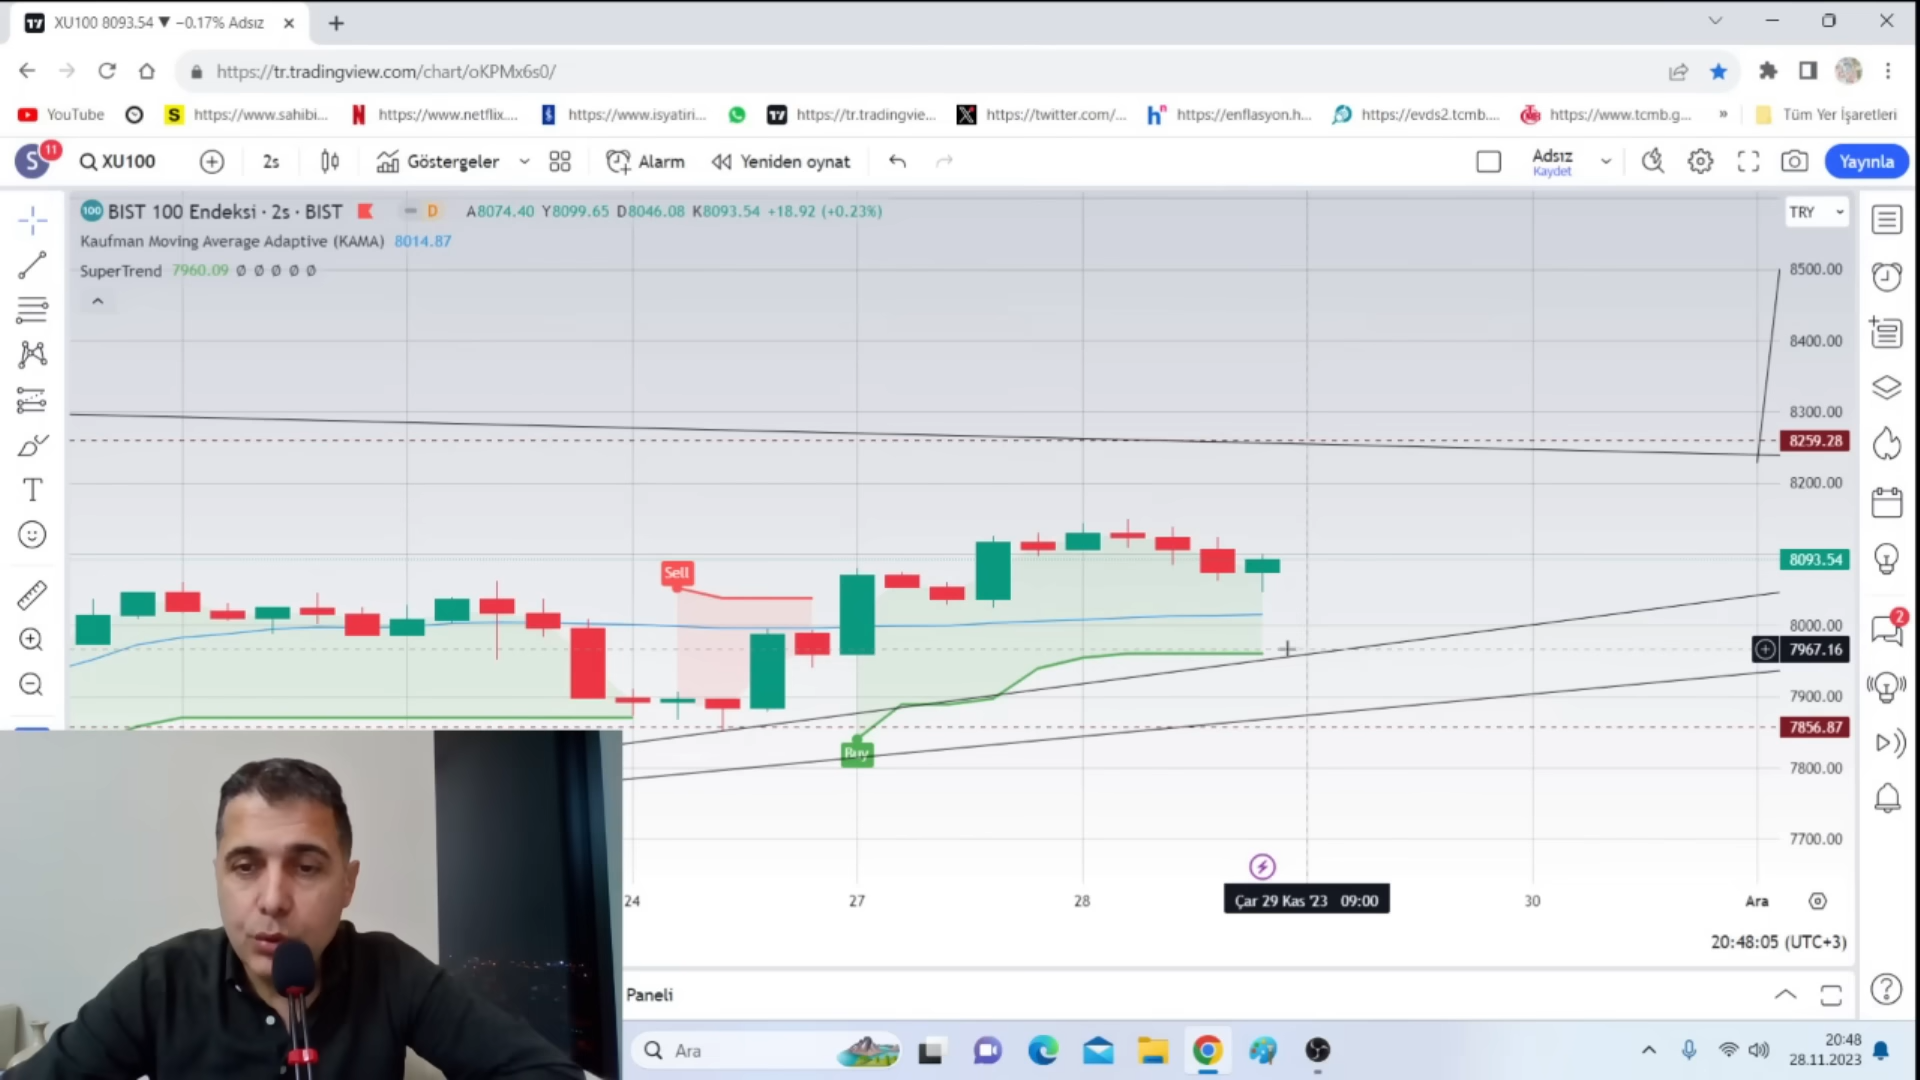 XU100 8093.54 ▼ −0.17% Adsız
https://tr.tradingview.com/chart/oKPMx6s0/
YouTube https://www.sahibi... https://www.netflix.... https://www.isyatiri... https://tr.tradingvie... https://twitter.com/... https://enflasyon.h... https://evds2.tcmb.... https://www.tcmb.g... » Tüm Yer İşaretleri
S 11 XU100 2s Göstergeler Alarm Yeniden oynat Adsız Kaydet Yayınla
100 BIST 100 Endeksi · 2s · BIST D A8074.40 Y8099.65 D8046.08 K8093.54 +18.92 (+0.23%) TRY
Kaufman Moving Average Adaptive (KAMA) 8014.87
SuperTrend 7960.09 Ø Ø Ø Ø Ø
8500.00
8400.00
8300.00
8259.28
8200.00
Sell
8093.54
8000.00
2
7967.16
7900.00
7856.87
Buy
7800.00
7700.00
24 27 28 Çar 29 Kas '23 09:00 30 Ara
20:48:05 (UTC+3)
Paneli
Ara
20:48
28.11.2023